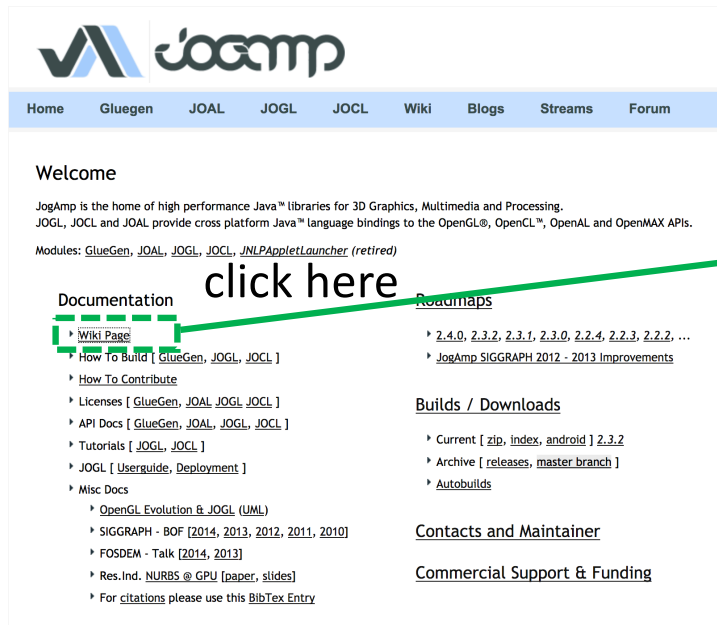 JogAmp
Home Gluegen JOAL JOGL JOCL Wiki Blogs Streams Forum
Welcome
JogAmp is the home of high performance Java™ libraries for 3D Graphics, Multimedia and Processing.
JOGL, JOCL and JOAL provide cross platform Java™ language bindings to the OpenGL®, OpenCL™, OpenAL and OpenMAX APIs.
Modules: GlueGen, JOAL, JOGL, JOCL, JNLPAppletLauncher (retired)
click here
Documentation
Wiki Page
How To Build [ GlueGen, JOGL, JOCL ]
How To Contribute
Licenses [ GlueGen, JOAL JOGL JOCL ]
API Docs [ GlueGen, JOAL, JOGL, JOCL ]
Tutorials [ JOGL, JOCL ]
JOGL [ Userguide, Deployment ]
Misc Docs
OpenGL Evolution & JOGL (UML)
SIGGRAPH - BOF [2014, 2013, 2012, 2011, 2010]
FOSDEM - Talk [2014, 2013]
Res.Ind. NURBS @ GPU [paper, slides]
For citations please use this BibTex Entry
Roadmaps
2.4.0, 2.3.2, 2.3.1, 2.3.0, 2.2.4, 2.2.3, 2.2.2, ...
JogAmp SIGGRAPH 2012 - 2013 Improvements
Builds / Downloads
Current [ zip, index, android ] 2.3.2
Archive [ releases, master branch ]
Autobuilds
Contacts and Maintainer
Commercial Support & Funding